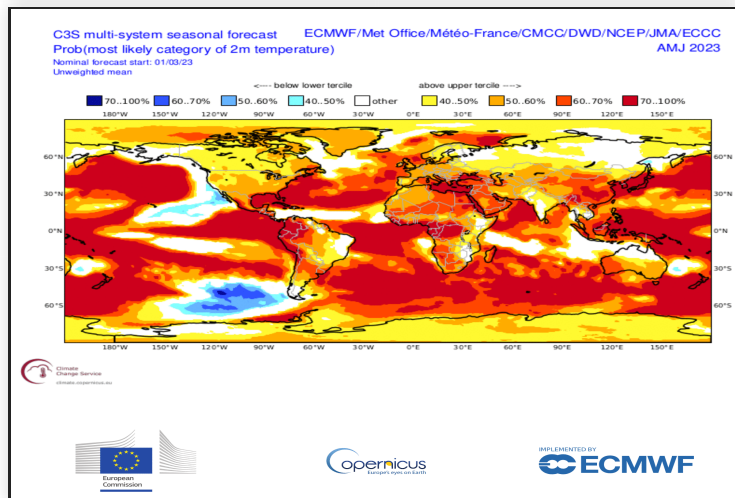 C3S multi-system seasonal forecast ECMWF/Met Office/Météo-France/CMCC/DWD/NCEP/JMA/ECCC
Prob(most likely category of 2m temperature) AMJ 2023
Nominal forecast start: 01/03/23
Unweighted mean
<---- below lower tercile above upper tercile ---->
70..100% 60..70% 50..60% 40..50% other 40..50% 50..60% 60..70% 70..100%
180°W 150°W 120°W 90°W 60°W 30°W 0°E 30°E 60°E 90°E 120°E 150°E
60°N 60°N
30°N 30°N
0°N 0°N
30°S 30°S
60°S 60°S
180°W 150°W 120°W 90°W 60°W 30°W 0°E 30°E 60°E 90°E 120°E 150°E
Climate
Change Service
climate.copernicus.eu
European
Commission
opernicus
Europe's eyes on Earth
IMPLEMENTED BY
ECMWF